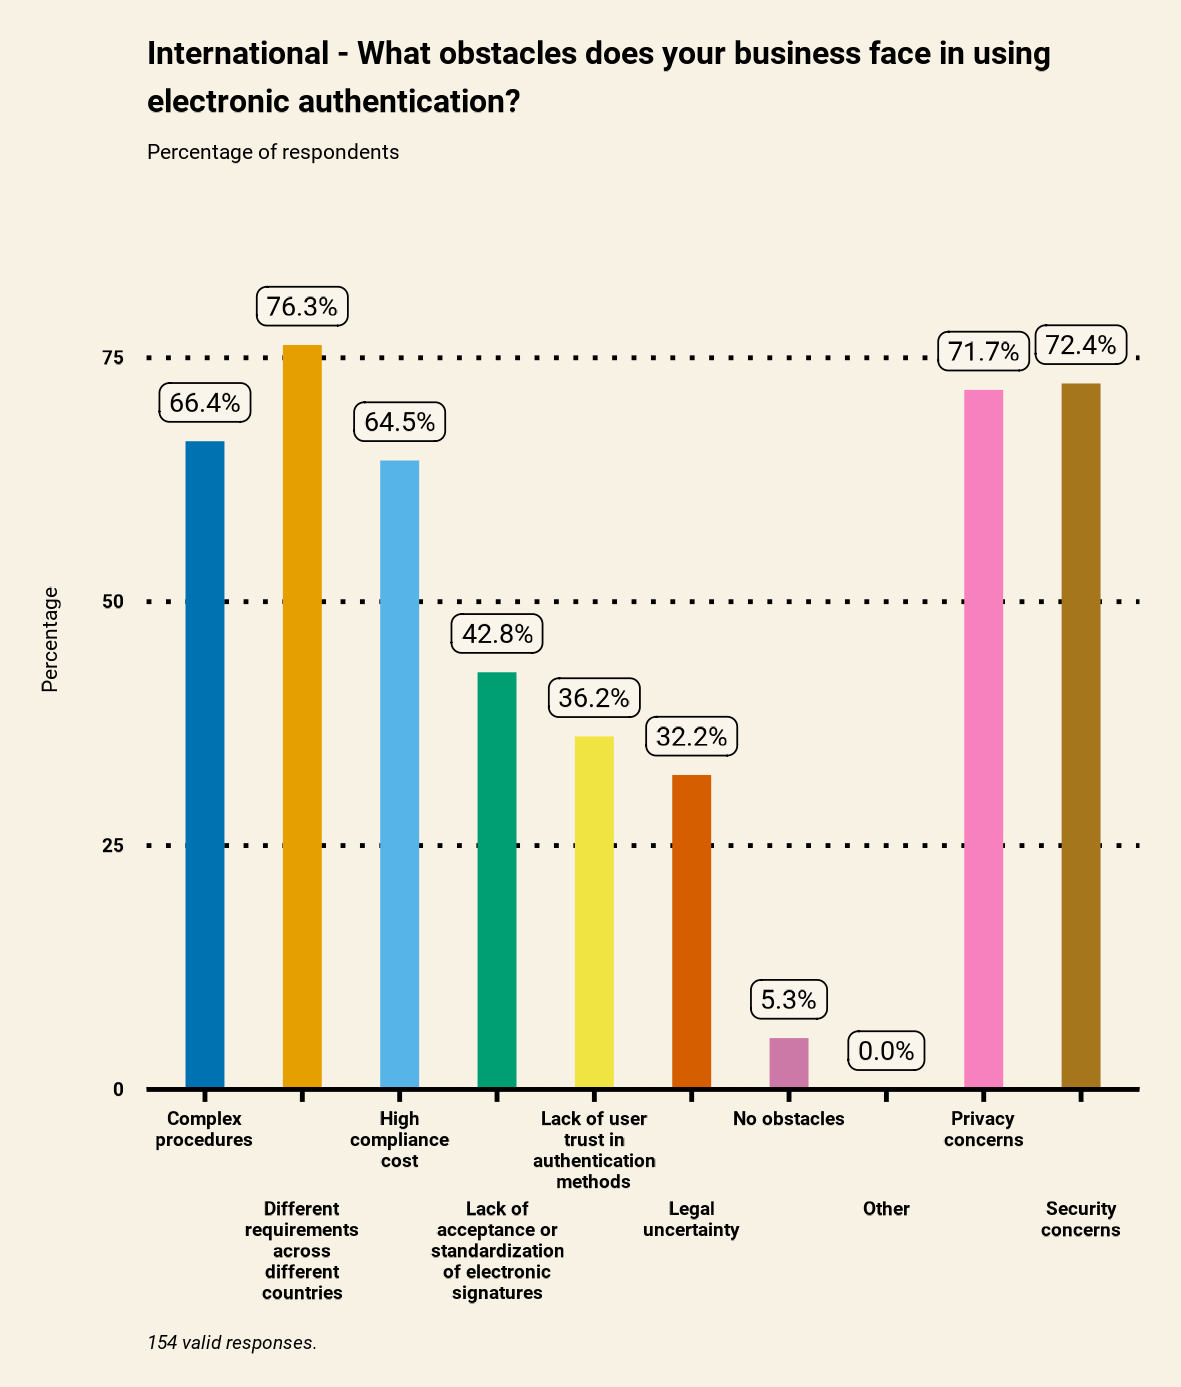 International - What obstacles does your business face in using
electronic authentication?
Percentage of respondents
Percentage
75
50
25
0
66.4%
76.3%
64.5%
42.8%
36.2%
32.2%
5.3%
0.0%
71.7%
72.4%
Complex
procedures
Different
requirements
across
different
countries
High
compliance
cost
Lack of
acceptance or
standardization
of electronic
signatures
Lack of user
trust in
authentication
methods
Legal
uncertainty
No obstacles
Other
Privacy
concerns
Security
concerns
154 valid responses.